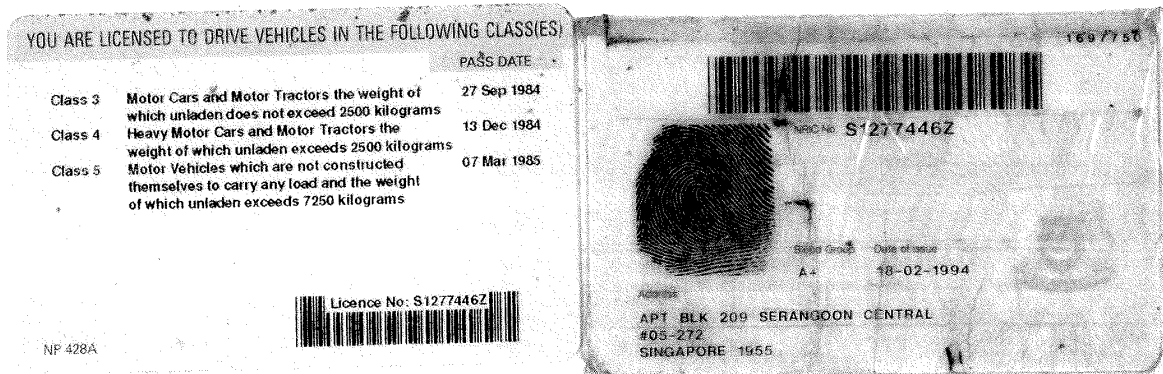 YOU ARE LICENSED TO DRIVE VEHICLES IN THE FOLLOWING CLASS(ES)
PASS DATE
Class 3 Motor Cars and Motor Tractors the weight of 27 Sep 1984
which unladen does not exceed 2500 kilograms
Class 4 Heavy Motor Cars and Motor Tractors the 13 Dec 1984
weight of which unladen exceeds 2500 kilograms
Class 5 Motor Vehicles which are not constructed 07 Mar 1985
themselves to carry any load and the weight
of which unladen exceeds 7250 kilograms
Licence No: S1277446Z
NP 428A
169/750
NRIC No. S1277446Z
Blood Group Date of issue
A+ 18-02-1994
Address
APT BLK 209 SERANGOON CENTRAL
#05-272
SINGAPORE 1955